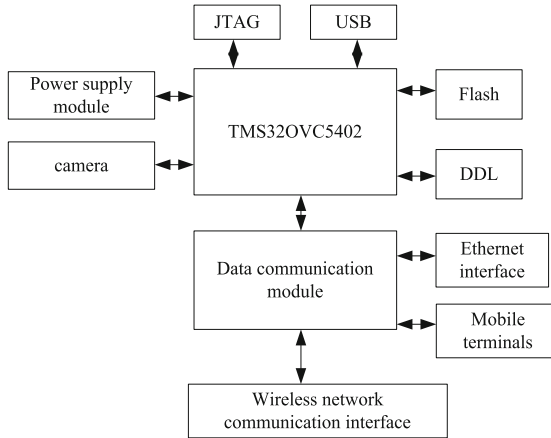 JTAG
USB
Power supply
module
TMS32OVC5402
Flash
camera
DDL
Data communication
module
Ethernet
interface
Mobile
terminals
Wireless network
communication interface